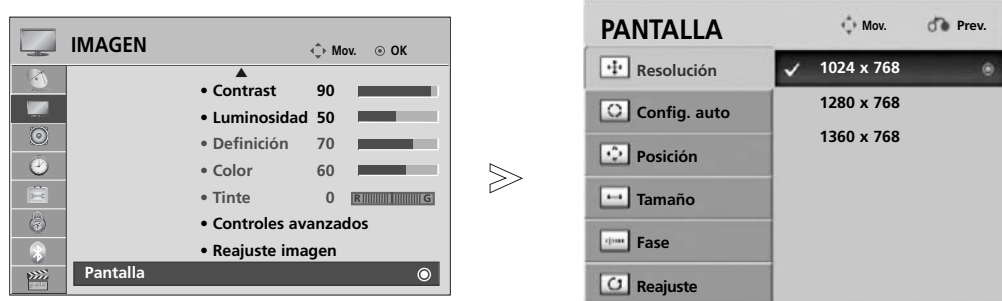 IMAGEN
Mov.
OK
• Contrast 90
• Luminosidad 50
• Definición 70
• Color 60
• Tinte 0 R G
• Controles avanzados
• Reajuste imagen
Pantalla
PANTALLA
Mov.
Prev.
Resolución
Config. auto
Posición
Tamaño
Fase
Reajuste
1024 x 768
1280 x 768
1360 x 768